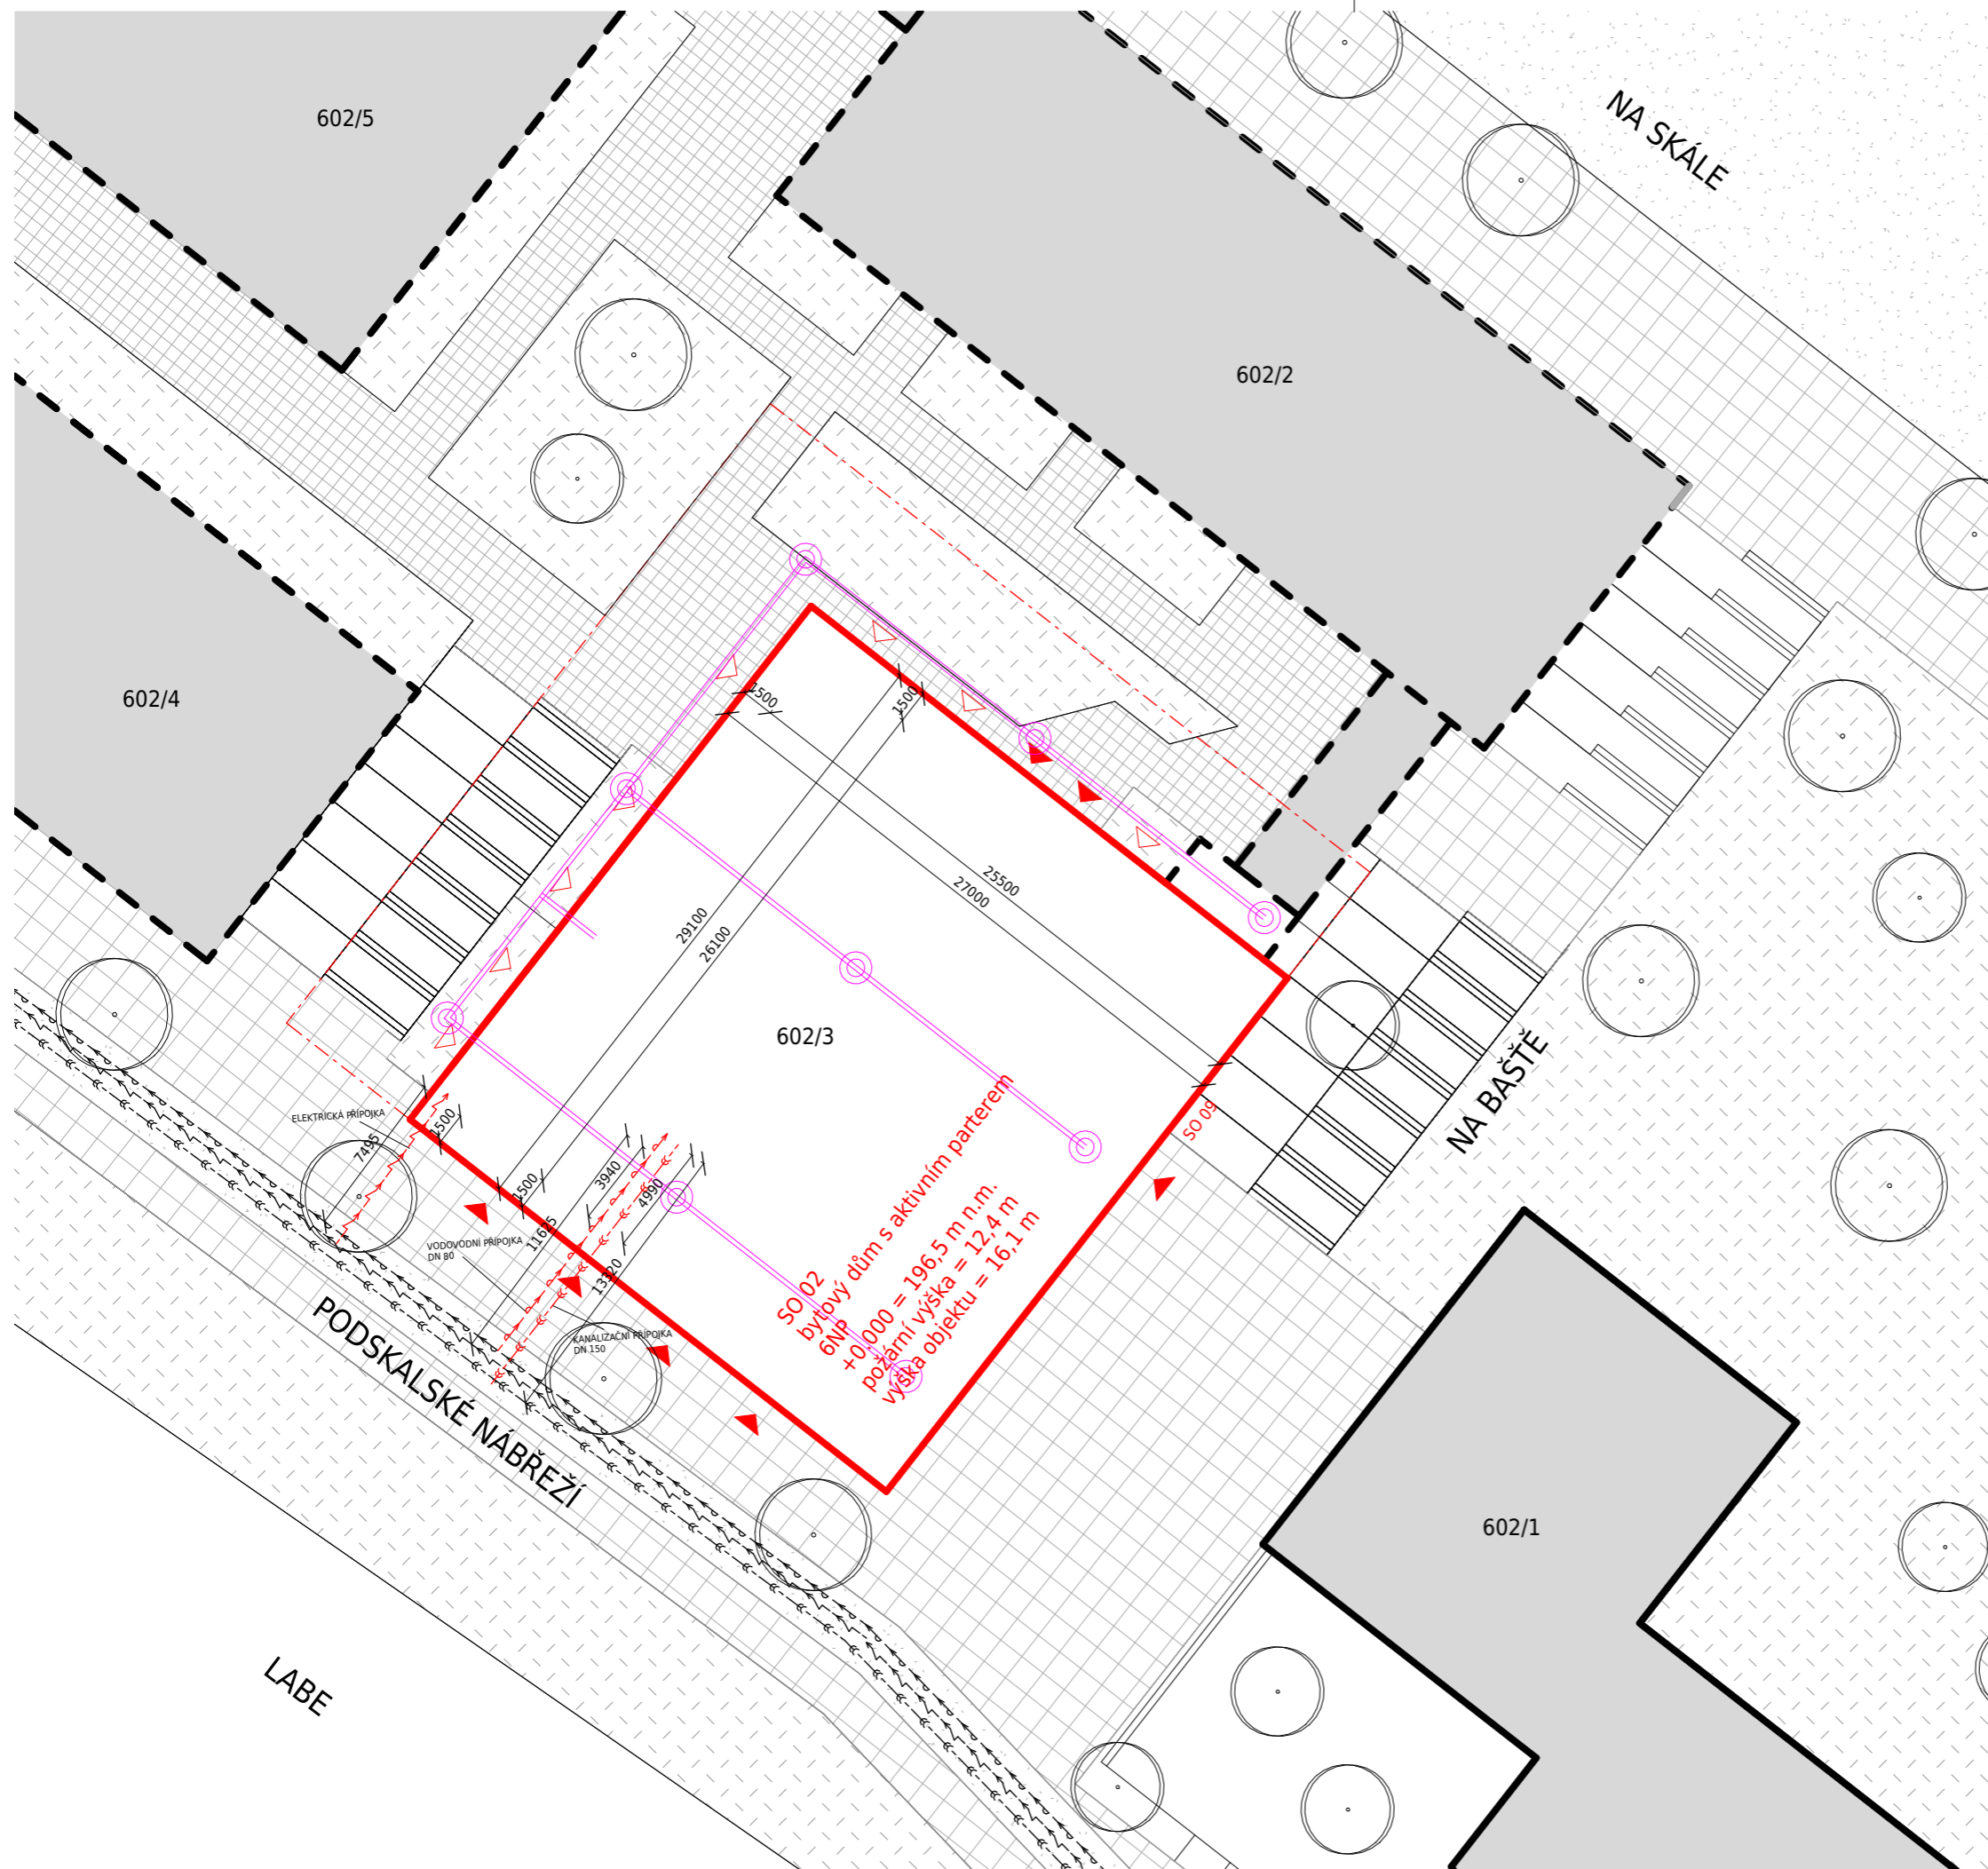 602/5
NA SKÁLE
602/2
602/4
1500
1500
25500
27000
29100
26100
602/3
ELEKTRICKÁ PŘÍPOJKA
7495
1500
1500
3940
4990
11625
13320
VODOVODNÍ PŘÍPOJKA
DN 80
KANALIZAČNÍ PŘÍPOJKA
DN 150
SO 02
bytový dům s aktivním parterem
6NP
+0,000 = 196,5 m n.m.
požární výška = 12,4 m
výška objektu = 16,1 m
SO 09
NA BAŠTĚ
PODSKALSKÉ NÁBŘEŽÍ
602/1
LABE